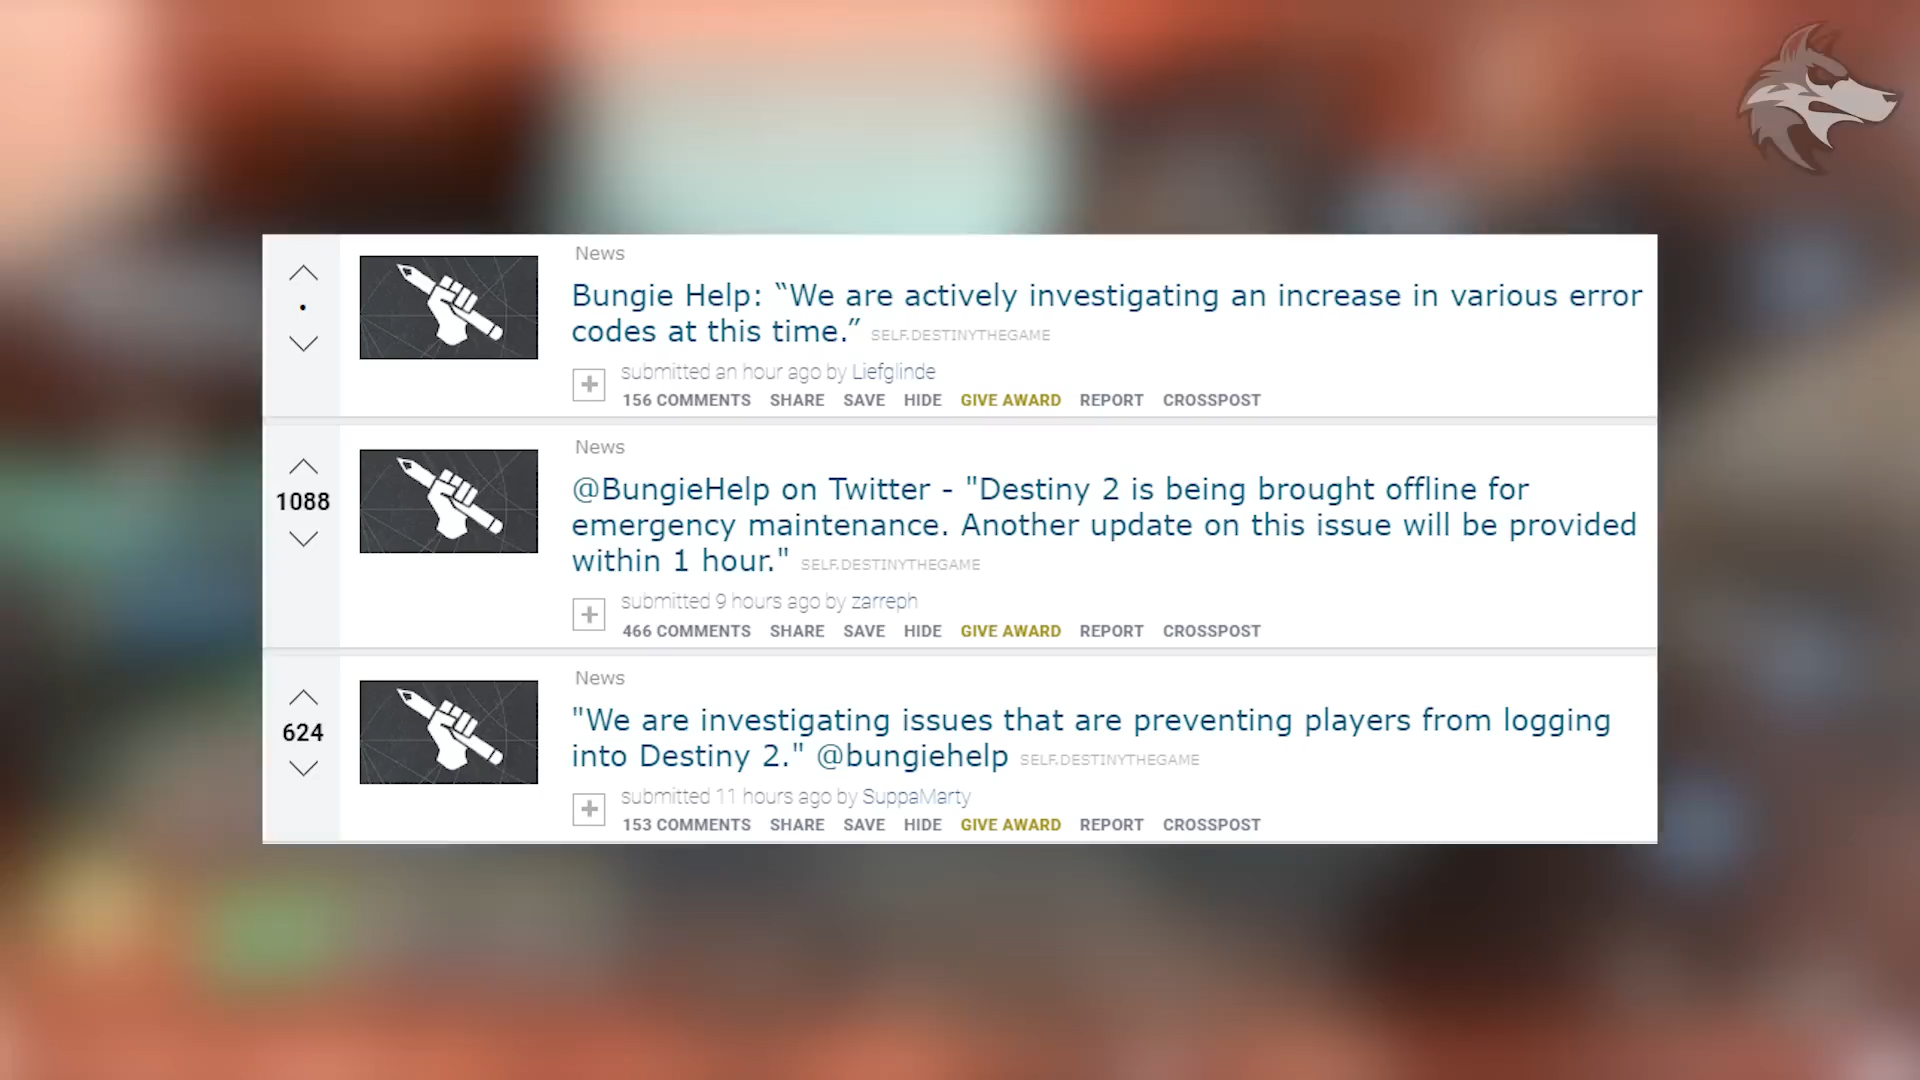 News
Bungie Help: “We are actively investigating an increase in various error
codes at this time.” SELF.DESTINYTHEGAME
submitted an hour ago by Liefglinde
156 COMMENTS SHARE SAVE HIDE GIVE AWARD REPORT CROSSPOST
News
1088
@BungieHelp on Twitter - "Destiny 2 is being brought offline for
emergency maintenance. Another update on this issue will be provided
within 1 hour." SELF.DESTINYTHEGAME
submitted 9 hours ago by zarreph
466 COMMENTS SHARE SAVE HIDE GIVE AWARD REPORT CROSSPOST
News
624
"We are investigating issues that are preventing players from logging
into Destiny 2." @bungiehelp SELF.DESTINYTHEGAME
submitted 11 hours ago by SuppaMarty
153 COMMENTS SHARE SAVE HIDE GIVE AWARD REPORT CROSSPOST